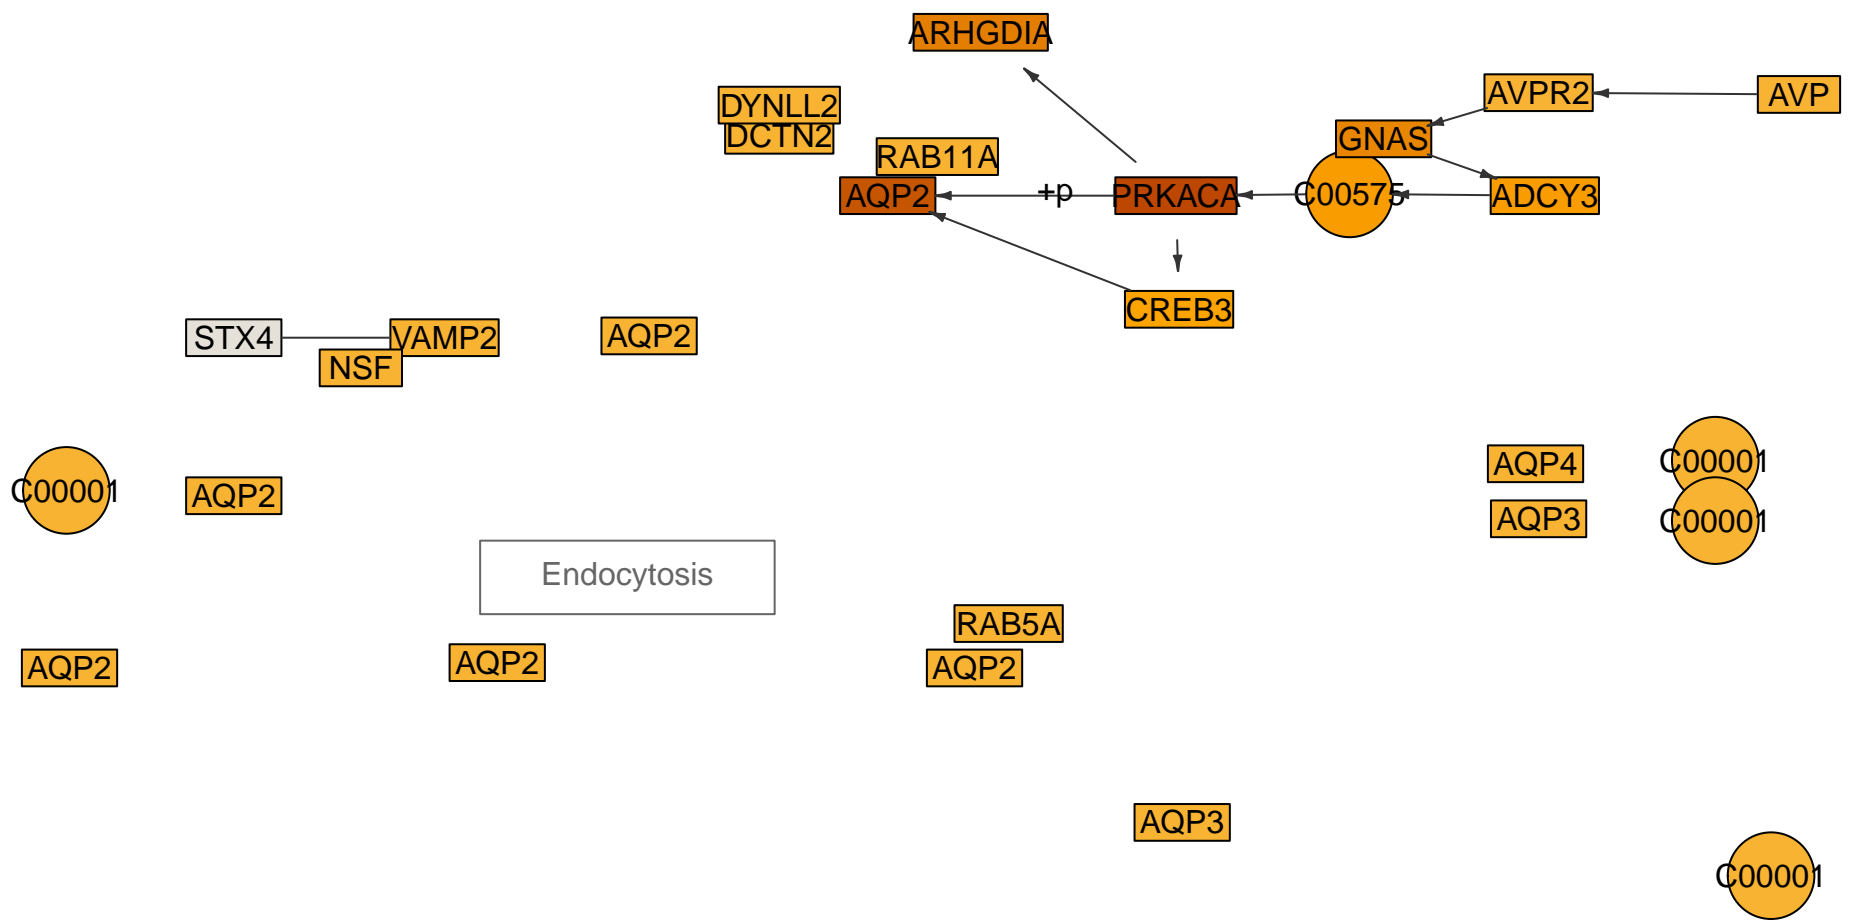 ARHGDIA
AVPR2
AVP
DYNLL2
DCTN2
GNAS
RAB11A
AQP2
+p
PRKACA
C00575
ADCY3
CREB3
STX4
VAMP2
AQP2
NSF
C00001
AQP2
AQP4
C00001
AQP3
C00001
Endocytosis
RAB5A
AQP2
AQP2
AQP2
AQP3
C00001